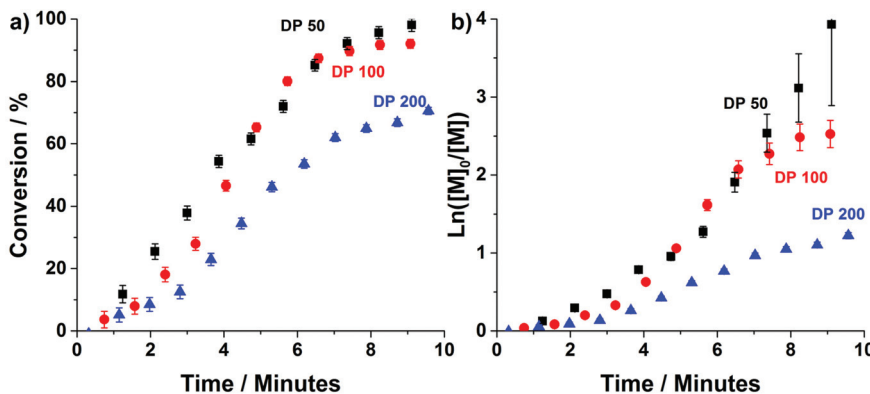 a)
100
80
60
40
20
0
Conversion / %
DP 50
DP 100
DP 200
0 2 4 6 8 10
Time / Minutes
b)
4
3
2
1
0
Ln([M]₀/[M])
DP 50
DP 100
DP 200
0 2 4 6 8 10
Time / Minutes